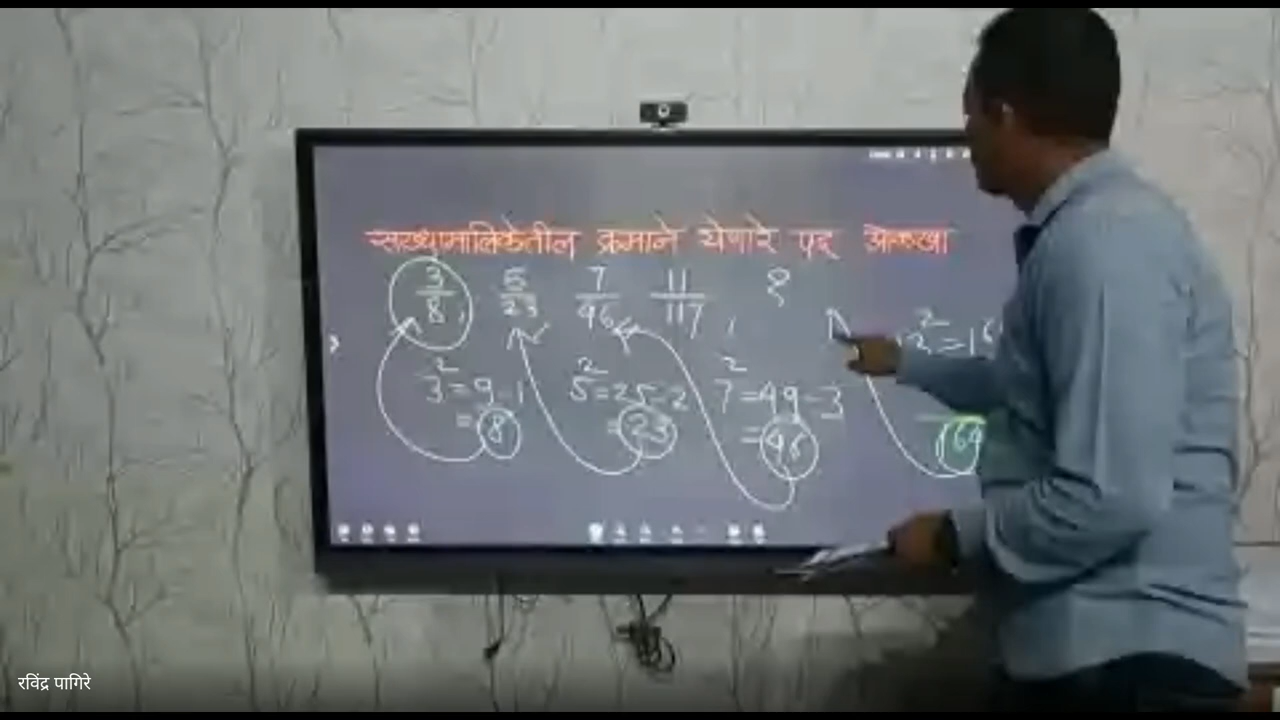 संख्यामालिकेतील क्रमाने येणारे पद ओळखा
3/8, 5/23 7/46 11/117, ?
3²=9-1 5²=25-2 7²=49-3
=8 =23 =46
रविंद्र पागिरे